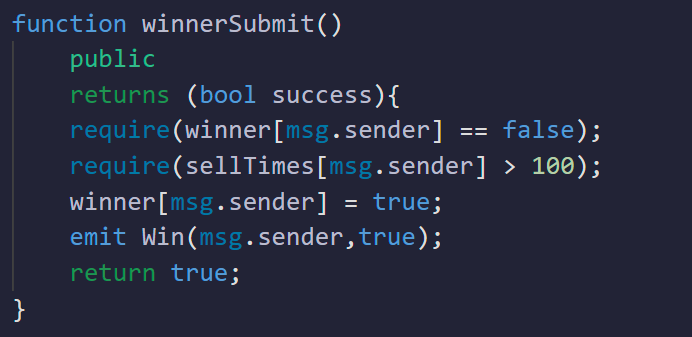 function winnerSubmit()
    public
    returns (bool success){
    require(winner[msg.sender] == false);
    require(sellTimes[msg.sender] > 100);
    winner[msg.sender] = true;
    emit Win(msg.sender,true);
    return true;
}